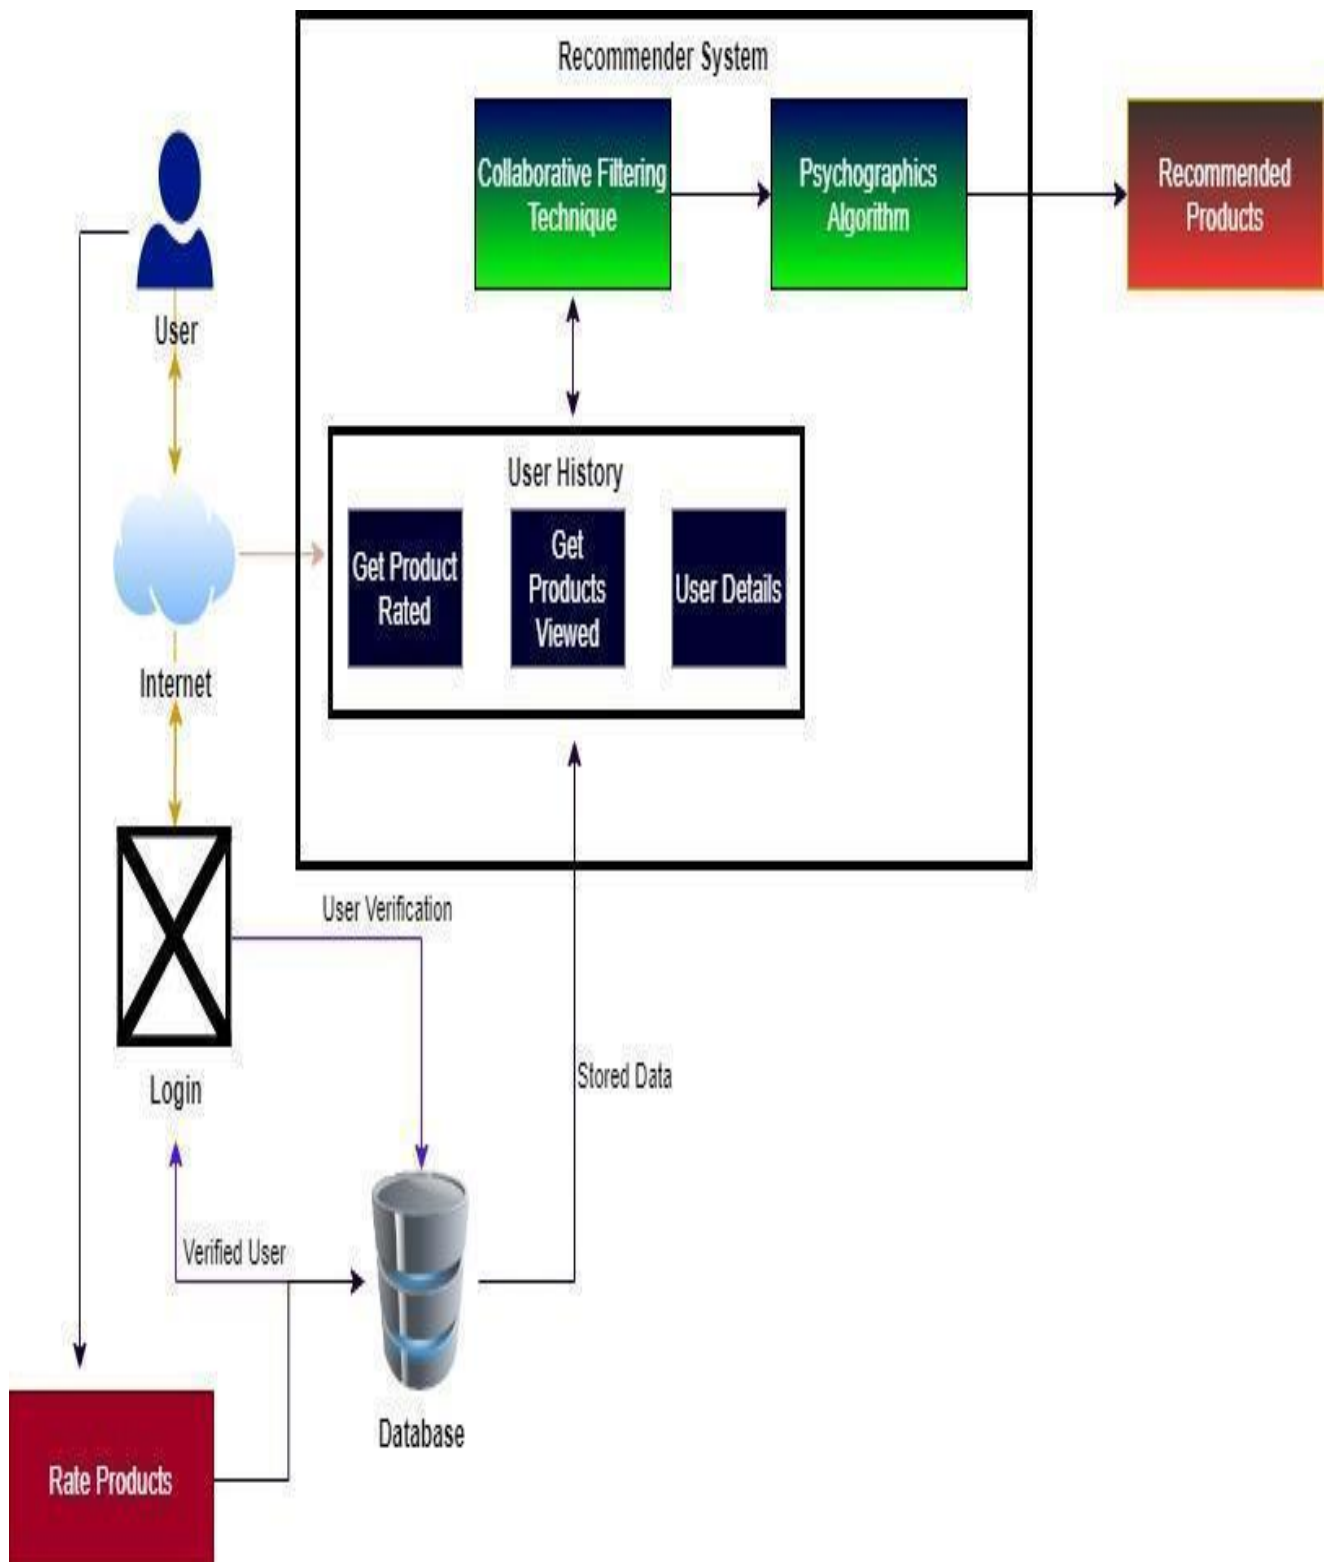 Recommender System
Collaborative Filtering
Technique
Psychographics
Algorithm
Recommended
Products
User
User History
Get Product
Rated
Get
Products
Viewed
User Details
Internet
User Verification
Login
Stored Data
Verified User
Database
Rate Products